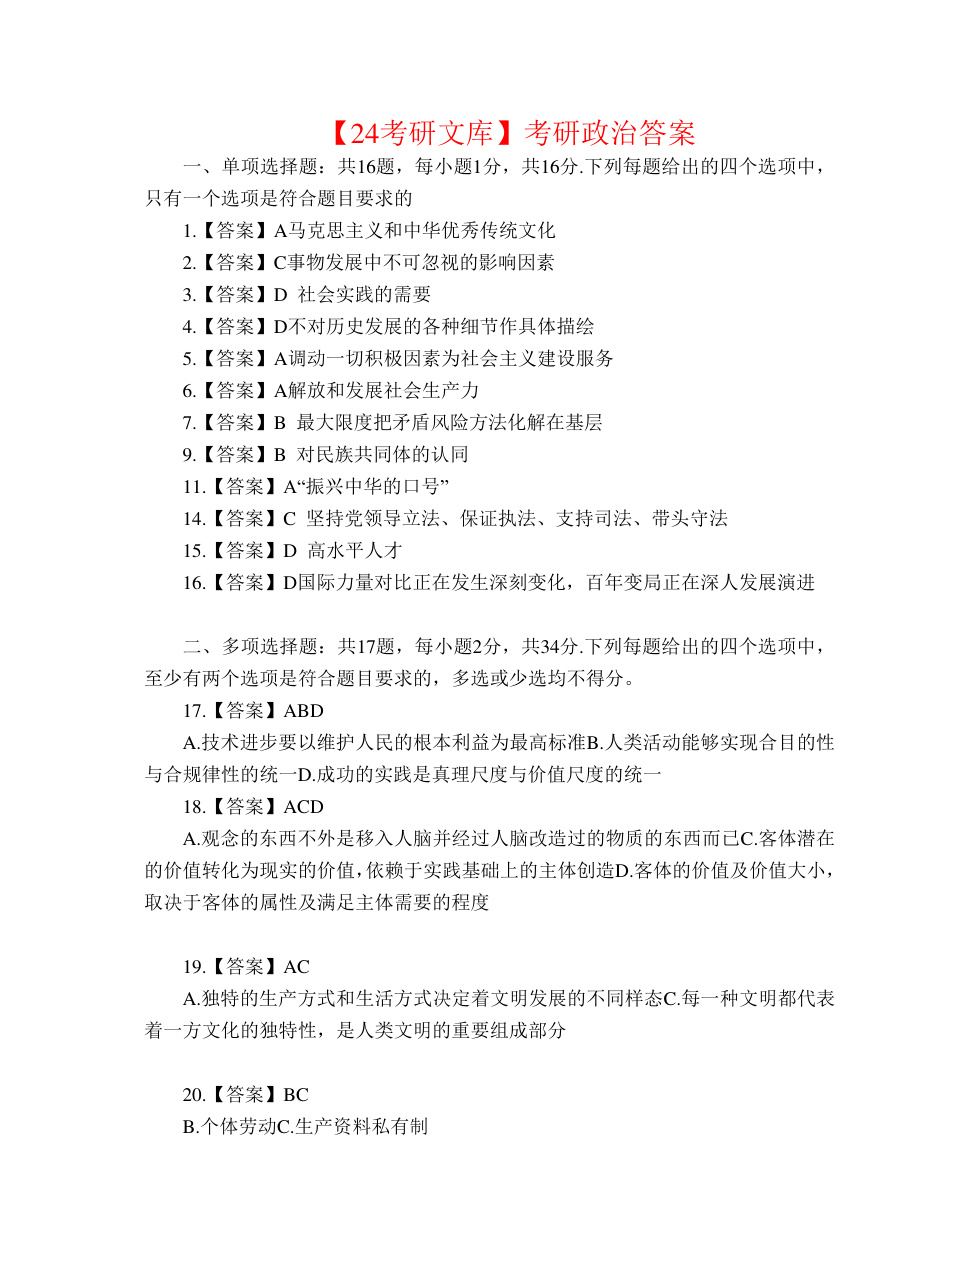 【24考研文库】考研政治答案
一、单项选择题：共16题，每小题1分，共16分.下列每题给出的四个选项中，
只有一个选项是符合题目要求的
1.【答案】A马克思主义和中华优秀传统文化
2.【答案】C事物发展中不可忽视的影响因素
3.【答案】D 社会实践的需要
4.【答案】D不对历史发展的各种细节作具体描绘
5.【答案】A调动一切积极因素为社会主义建设服务
6.【答案】A解放和发展社会生产力
7.【答案】B 最大限度把矛盾风险方法化解在基层
9.【答案】B 对民族共同体的认同
11.【答案】A“振兴中华的口号”
14.【答案】C 坚持党领导立法、保证执法、支持司法、带头守法
15.【答案】D 高水平人才
16.【答案】D国际力量对比正在发生深刻变化，百年变局正在深人发展演进
二、多项选择题：共17题，每小题2分，共34分.下列每题给出的四个选项中，
至少有两个选项是符合题目要求的，多选或少选均不得分。
17.【答案】ABD
A.技术进步要以维护人民的根本利益为最高标准B.人类活动能够实现合目的性
与合规律性的统一D.成功的实践是真理尺度与价值尺度的统一
18.【答案】ACD
A.观念的东西不外是移入人脑并经过人脑改造过的物质的东西而已C.客体潜在
的价值转化为现实的价值，依赖于实践基础上的主体创造D.客体的价值及价值大小，
取决于客体的属性及满足主体需要的程度
19.【答案】AC
A.独特的生产方式和生活方式决定着文明发展的不同样态C.每一种文明都代表
着一方文化的独特性，是人类文明的重要组成部分
20.【答案】BC
B.个体劳动C.生产资料私有制